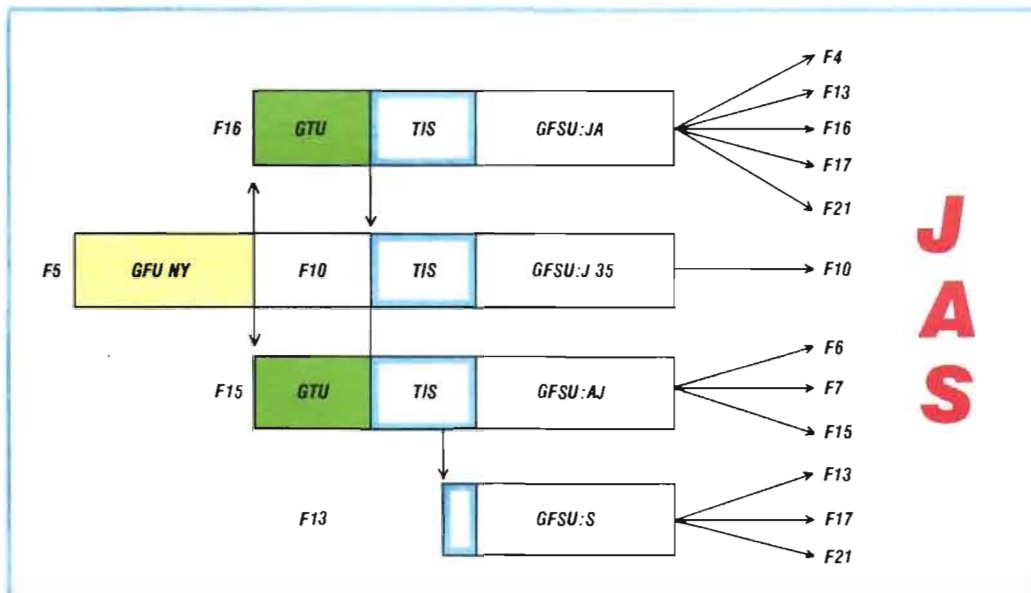 F16 GTU TIS GFSU:JA
F4
F13
F16
F17
F21
F5 GFU NY F10 TIS GFSU:J 35
F10
F15 GTU TIS GFSU:AJ
F6
F7
F15
F13 GFSU:S
F13
F17
F21
J
A
S